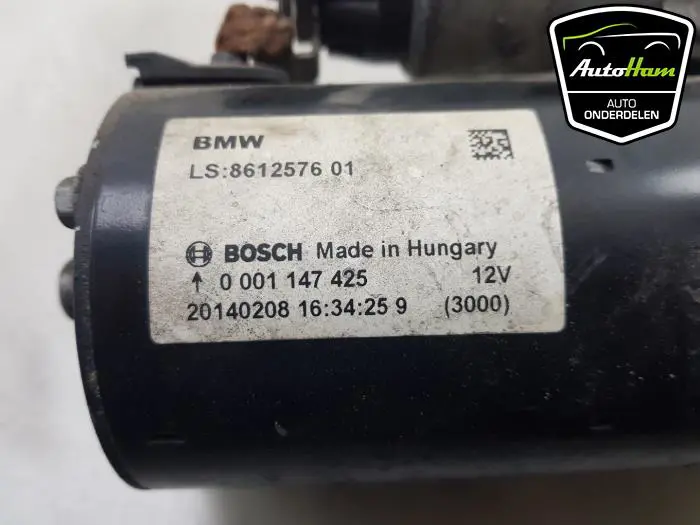 BMW
LS:8612576 01
BOSCH Made in Hungary
0 001 147 425 12V
20140208 16:34:25 9 (3000)
AutoHam
AUTO
ONDERDELEN